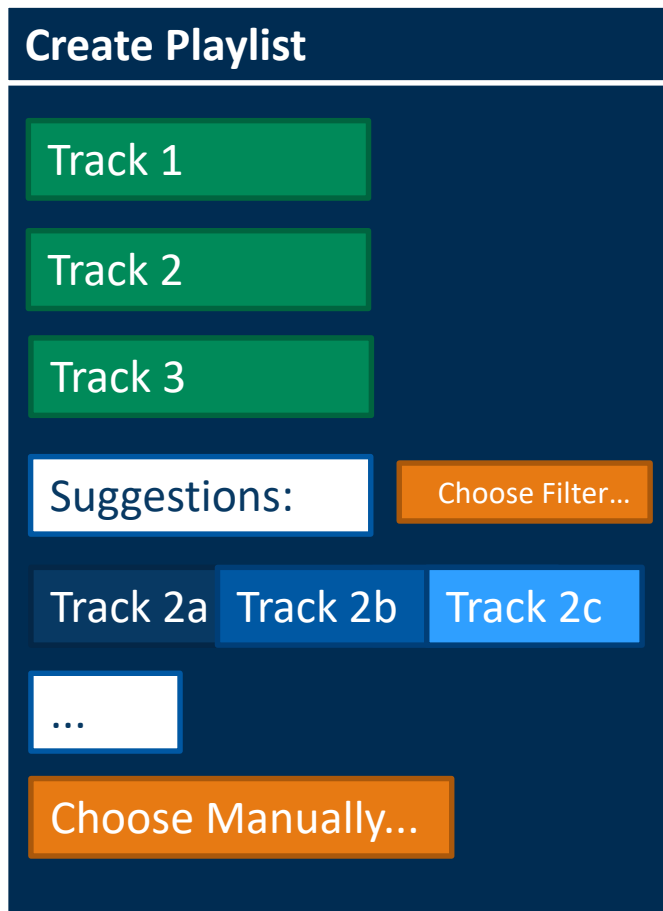 Create Playlist
Track 1
Track 2
Track 3
Suggestions:
Choose Filter...
Track 2a Track 2b Track 2c
...
Choose Manually...